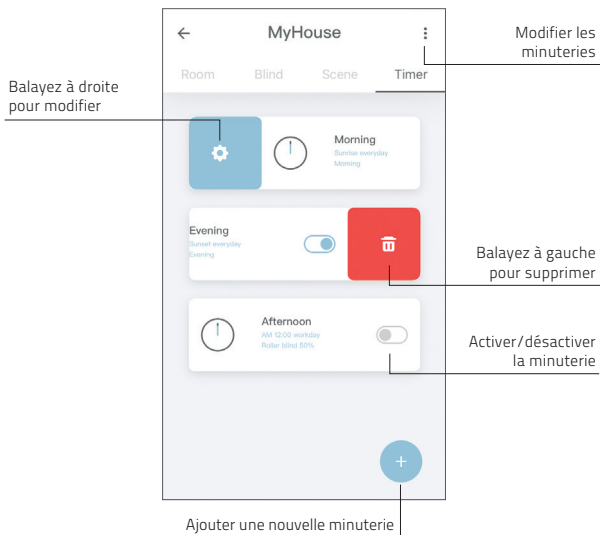 MyHouse
Modifier les
minuteries
Room Blind Scene Timer
Balayez à droite
pour modifier
Morning
Sunrise everyday
Morning
Evening
Sunset everyday
Evening
Balayez à gauche
pour supprimer
Afternoon
AM 12:00 workday
Roller blind 50%
Activer/désactiver
la minuterie
Ajouter une nouvelle minuterie